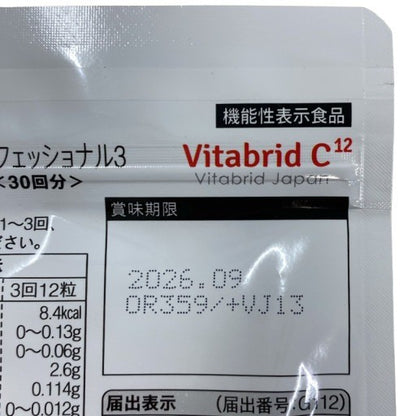 機能性表示食品
フェッショナル3
Vitabrid C12
<30回分>
Vitabrid Japan
賞味期限
1～3回、
ださい。
2026.09
OR359/+VJ13
3回12粒
8.4kcal
0～0.13g
0～0.06g
2.6g
0.114g
0～0.012g
届出表示
(届出番号:G112)